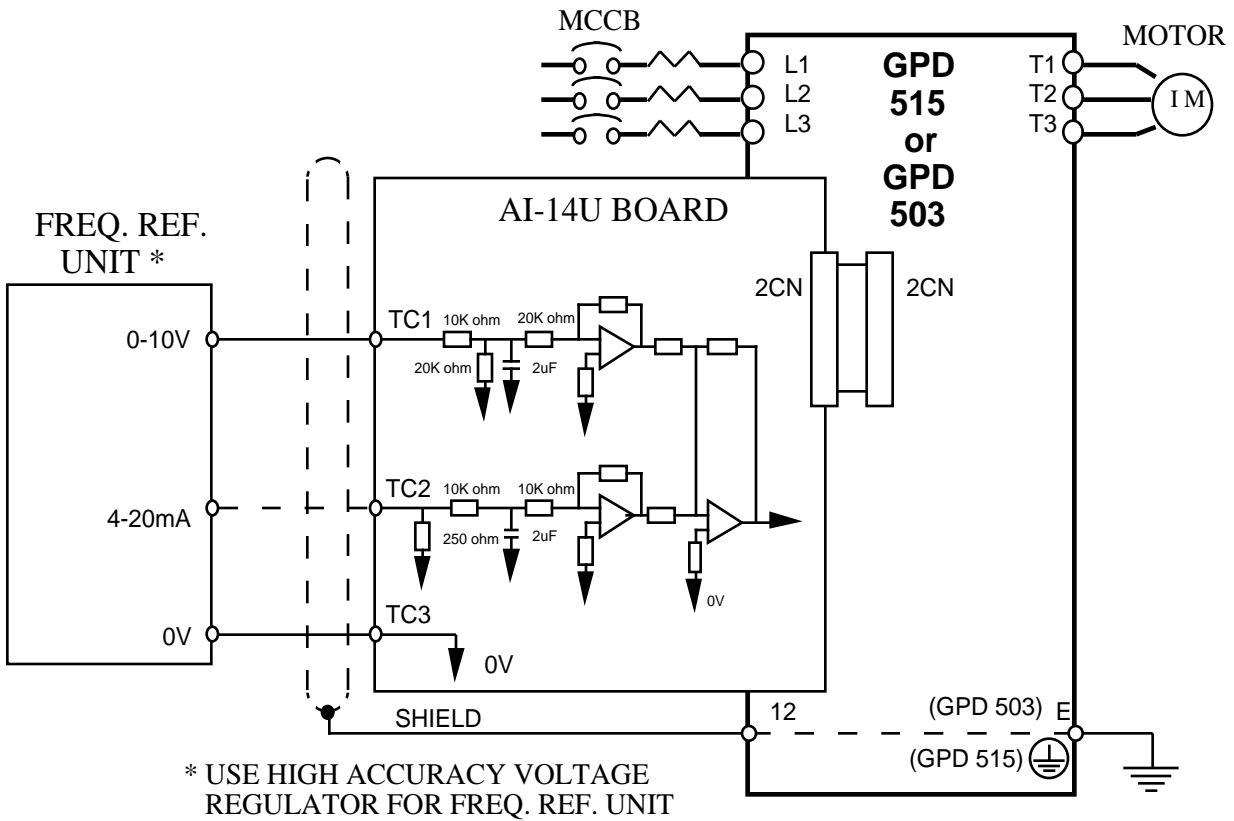 MCCB
MOTOR
L1
L2
L3
GPD
515
or
GPD
503
T1
T2
T3
I M
AI-14U BOARD
FREQ. REF.
UNIT *
2CN
2CN
0-10V
TC1
10K ohm
20K ohm
20K ohm
2uF
4-20mA
TC2
10K ohm
10K ohm
250 ohm
2uF
0V
TC3
0V
0V
SHIELD
12
(GPD 503)
E
(GPD 515)
* USE HIGH ACCURACY VOLTAGE
REGULATOR FOR FREQ. REF. UNIT